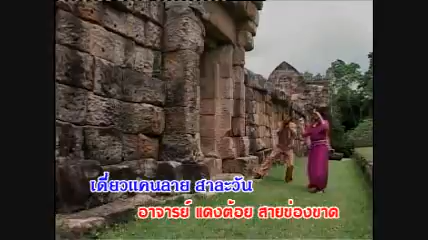 เดี่ยวแคนลาย สาละวัน
อาจารย์ แดงต้อย สายช่องขาด